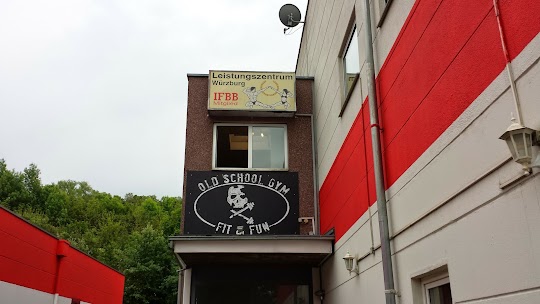 Leistungszentrum
Würzburg
IFBB
OLD SCHOOL GYM
FIT & FUN